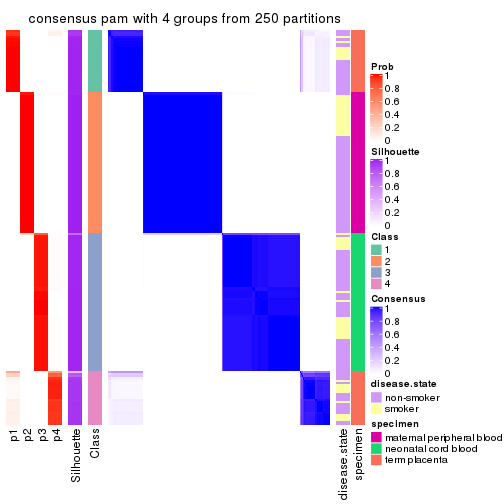 consensus pam with 4 groups from 250 partitions
Prob
1
0.8
0.6
0.4
0.2
0
Silhouette
1
0.8
0.6
0.4
0.2
0
Class
1
2
3
4
Consensus
1
0.8
0.6
0.4
0.2
0
disease.state
non-smoker
smoker
specimen
maternal peripheral blood
neonatal cord blood
term placenta
p1
p2
p3
p4
Silhouette
Class
disease.state
specimen